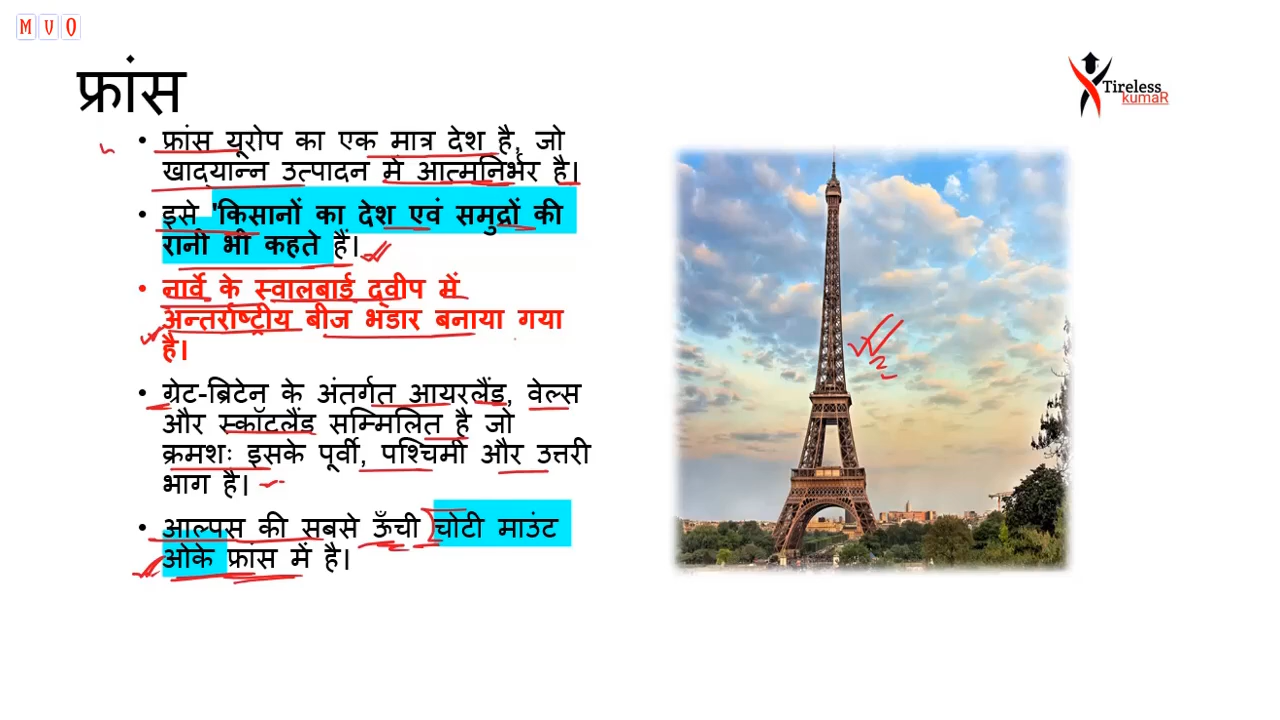 M V O
फ्रांस
Tireless
kumaR
• फ्रांस यूरोप का एक मात्र देश है, जो
खाद्यान्न उत्पादन में आत्मनिर्भर है।
• इसे 'किसानों का देश एवं समुद्रों की
रानी भी कहते हैं।
• नार्वे के स्वालबार्ड द्वीप में
अन्तर्राष्ट्रीय बीज भंडार बनाया गया
है।
• ग्रेट-ब्रिटेन के अंतर्गत आयरलैंड, वेल्स
और स्कॉटलैंड सम्मिलित है जो
क्रमशः इसके पूर्वी, पश्चिमी और उत्तरी
भाग है।
• आल्पस की सबसे ऊँची चोटी माउंट
ओके फ्रांस में है।